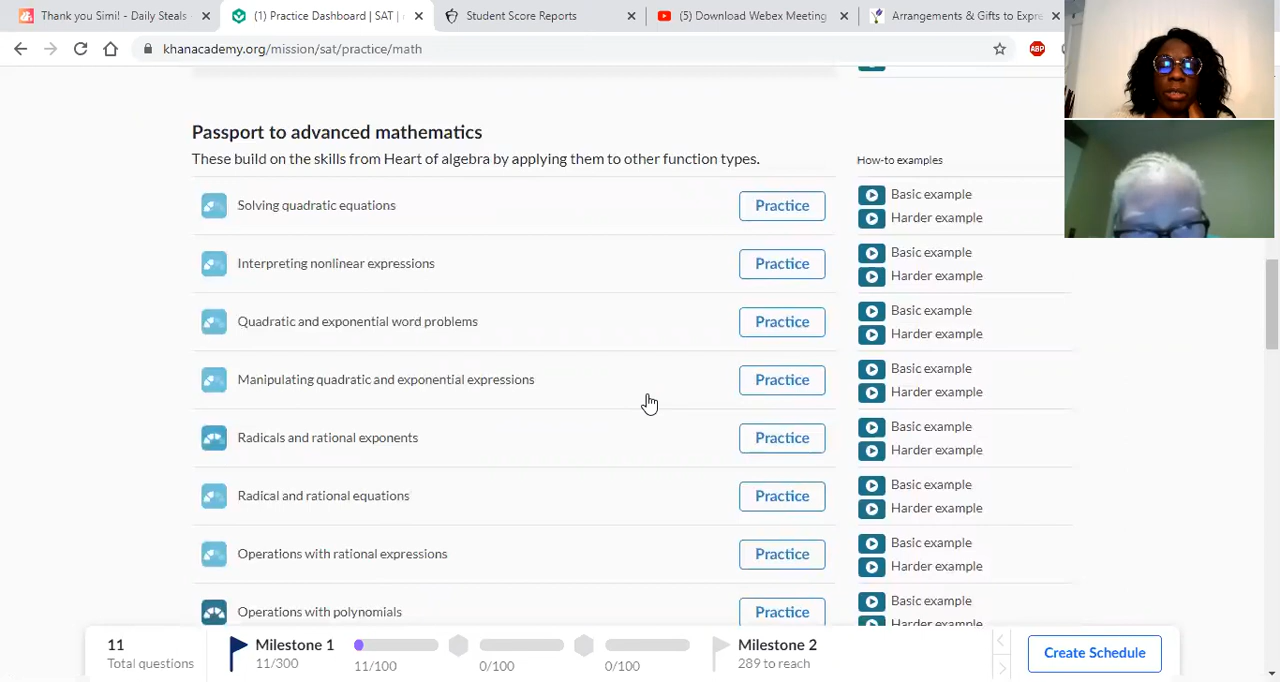 Thank you Simi! - Daily Steals
(1) Practice Dashboard | SAT |
Student Score Reports
(5) Download Webex Meeting
Arrangements & Gifts to Expre
khanacademy.org/mission/sat/practice/math
ABP
Passport to advanced mathematics
These build on the skills from Heart of algebra by applying them to other function types.
How-to examples
Solving quadratic equations
Practice
Basic example
Harder example
Interpreting nonlinear expressions
Practice
Basic example
Harder example
Quadratic and exponential word problems
Practice
Basic example
Harder example
Manipulating quadratic and exponential expressions
Practice
Basic example
Harder example
Radicals and rational exponents
Practice
Basic example
Harder example
Radical and rational equations
Practice
Basic example
Harder example
Operations with rational expressions
Practice
Basic example
Harder example
Operations with polynomials
Practice
Basic example
Harder example
11
Total questions
Milestone 1
11/300
11/100
0/100
0/100
Milestone 2
289 to reach
Create Schedule